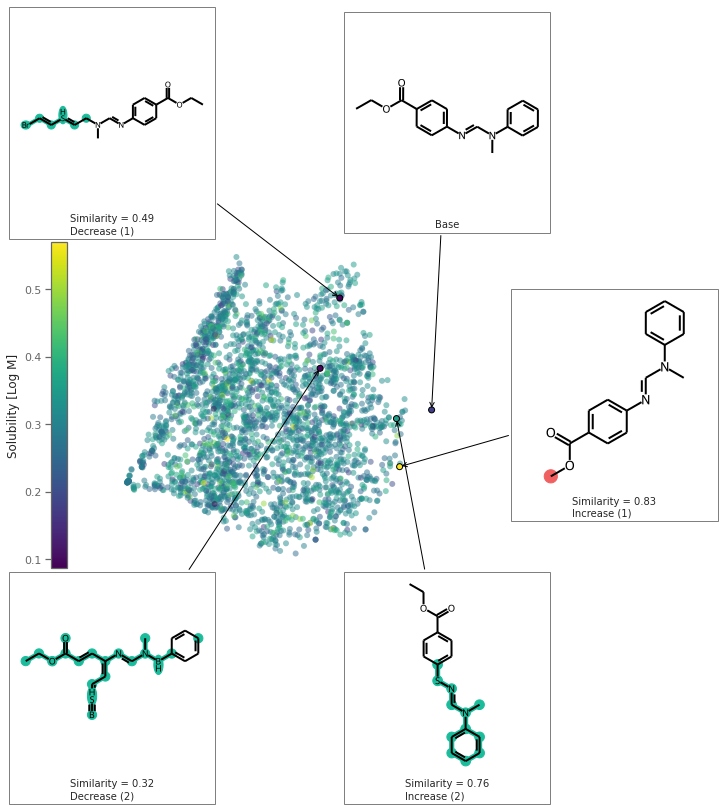 Br
S
H
N
N
O
O
Similarity = 0.49
Decrease (1)
O
O
N
N
Base
Solubility [Log M]
0.5
0.4
0.3
0.2
0.1
N
N
O
O
Similarity = 0.83
Increase (1)
O
O
N
N
B
H
H
S
B
Similarity = 0.32
Decrease (2)
O
O
S
N
N
Similarity = 0.76
Increase (2)